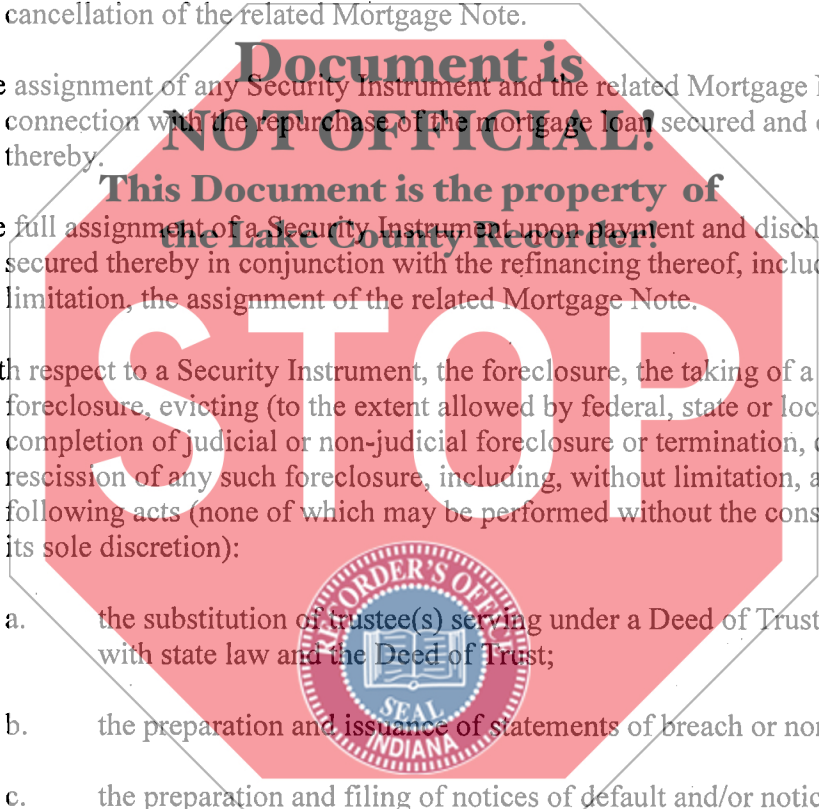 cancellation of the related Mortgage Note.
Document is
assignment of any Security Instrument and the related Mortgage
NOT OFFICIAL!
connection with the repurchase of the mortgage loan secured and
thereby.
This Document is the property of
full assignment of a Security Instrument upon payment and disch
the Lake County Recorder!
secured thereby in conjunction with the refinancing thereof, inclu
limitation, the assignment of the related Mortgage Note.
STOP
th respect to a Security Instrument, the foreclosure, the taking of a
foreclosure, evicting (to the extent allowed by federal, state or loc
completion of judicial or non-judicial foreclosure or termination,
rescission of any such foreclosure, including, without limitation, a
following acts (none of which may be performed without the cons
its sole discretion):
RECORDER'S OFFICE
SEAL
INDIANA
a. the substitution of trustee(s) serving under a Deed of Trust
with state law and the Deed of Trust;
b. the preparation and issuance of statements of breach or non
c. the preparation and filing of notices of default and/or notic